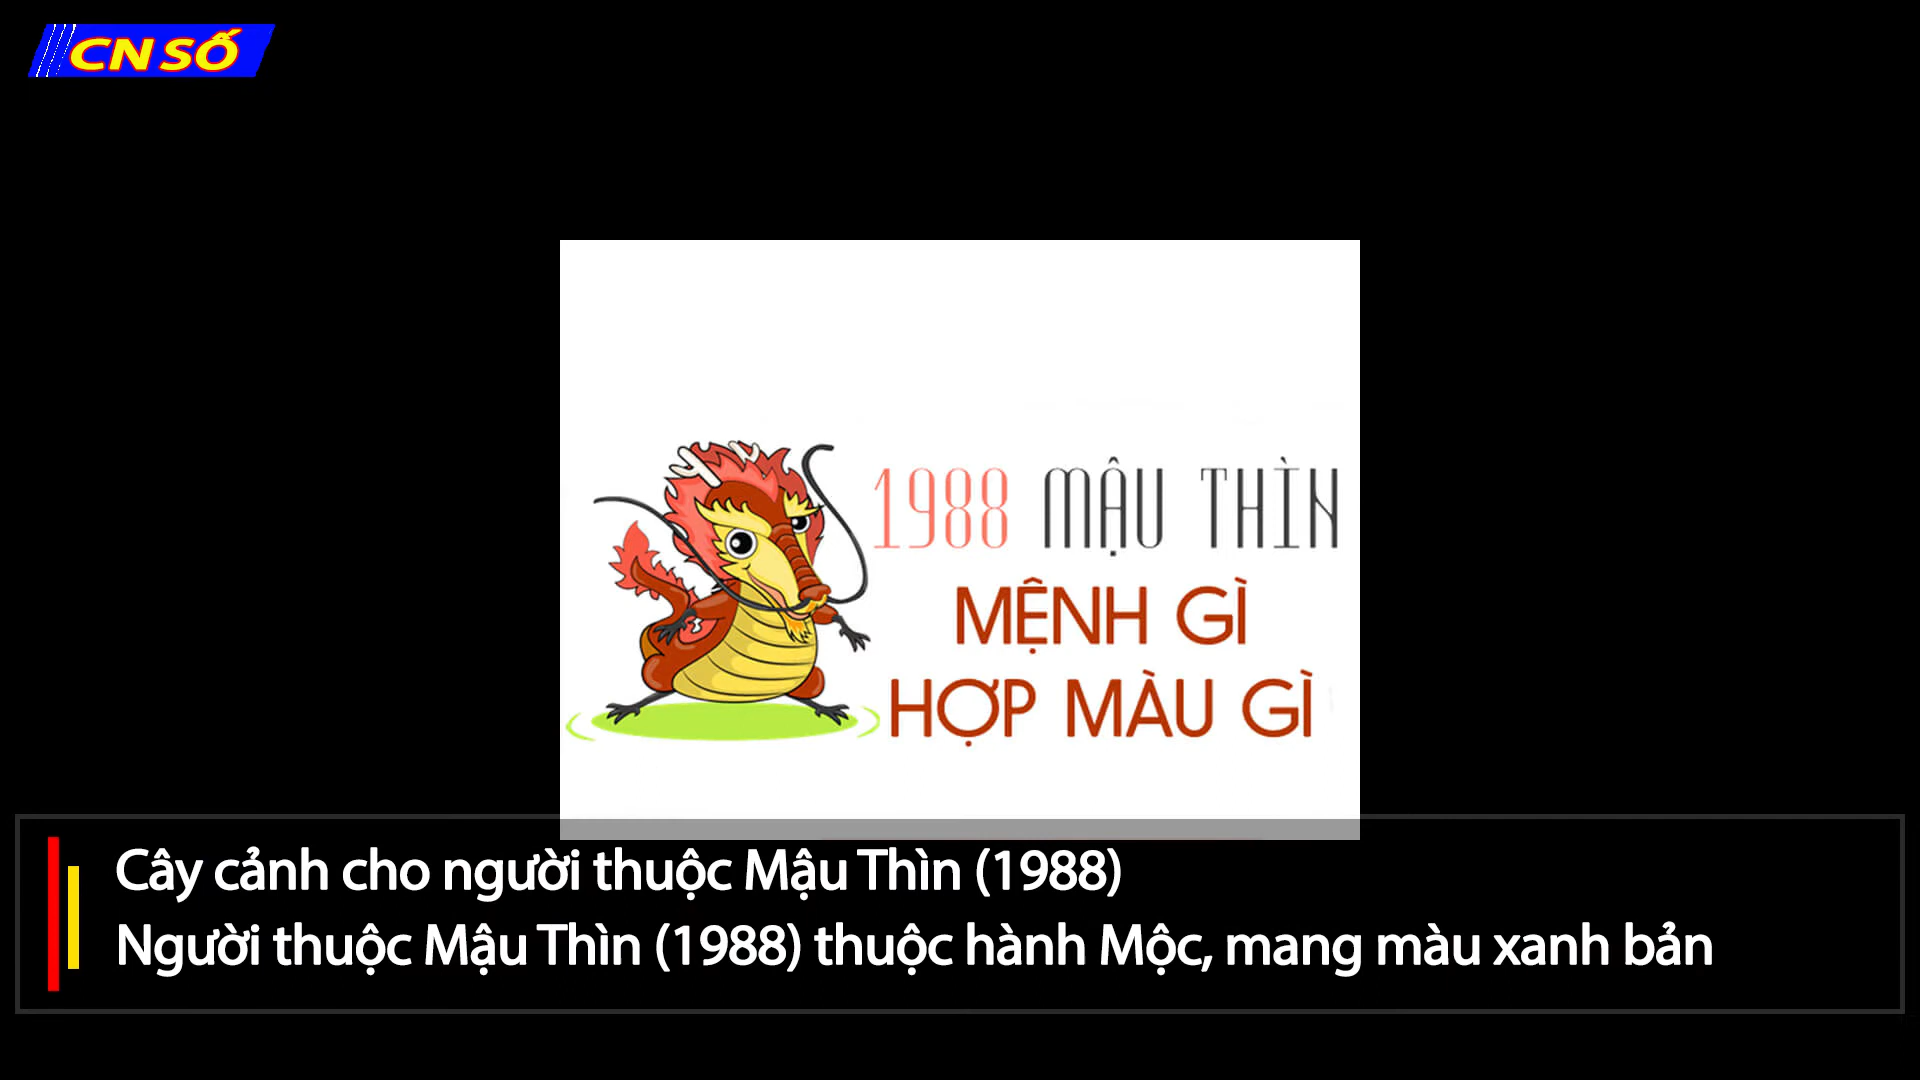 CN SỐ
1988 MẬU THÌN
MỆNH GÌ
HỢP MÀU GÌ
Cây cảnh cho người thuộc Mậu Thìn (1988)
Người thuộc Mậu Thìn (1988) thuộc hành Mộc, mang màu xanh bản